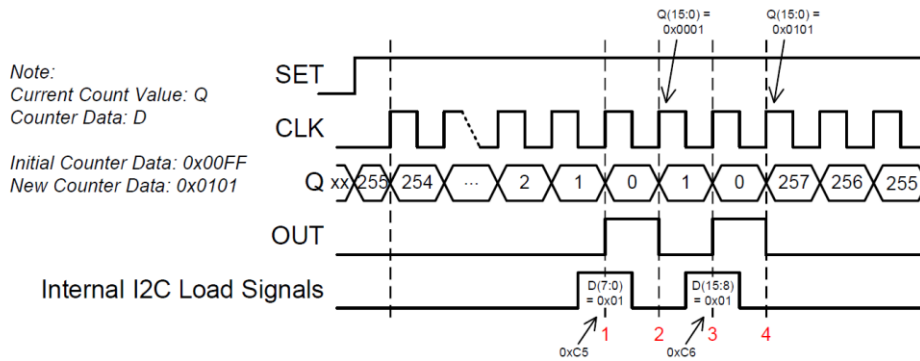 Q(15:0) =
0x0001
Q(15:0) =
0x0101
Note:
Current Count Value: Q
Counter Data: D
Initial Counter Data: 0x00FF
New Counter Data: 0x0101
SET
CLK
Q xx 255 254 ... 2 1 0 1 0 257 256 255
OUT
Internal I2C Load Signals
D(7:0)
= 0x01
D(15:8)
= 0x01
0xC5 1 2 0xC6 3 4